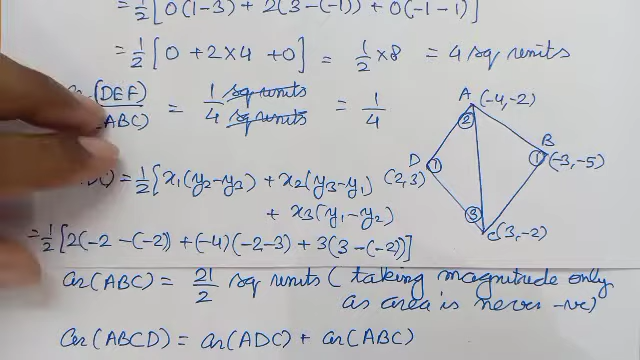 = 1/2 [0(1-3) + 2(3-(-1)) + 0(-1-1)]
= 1/2 [0 + 2×4 + 0] = 1/2 × 8 = 4 sq units
(DEF)/(ABC) = 1/4 sq units/sq units = 1/4
= 1/2 [x₁(y₂-y₃) + x₂(y₃-y₁)
+ x₃(y₁-y₂)
= 1/2 [2(-2-(-2)) + (-4)(-2-3) + 3(3-(-2))]
ar(ABC) = 21/2 sq units (taking magnitude only
as area is never -ve)
ar(ABCD) = ar(ADC) + ar(ABC)
A (-4,-2)
②
B
① (-3,-5)
D
(2,3) ①
③
C (3,-2)